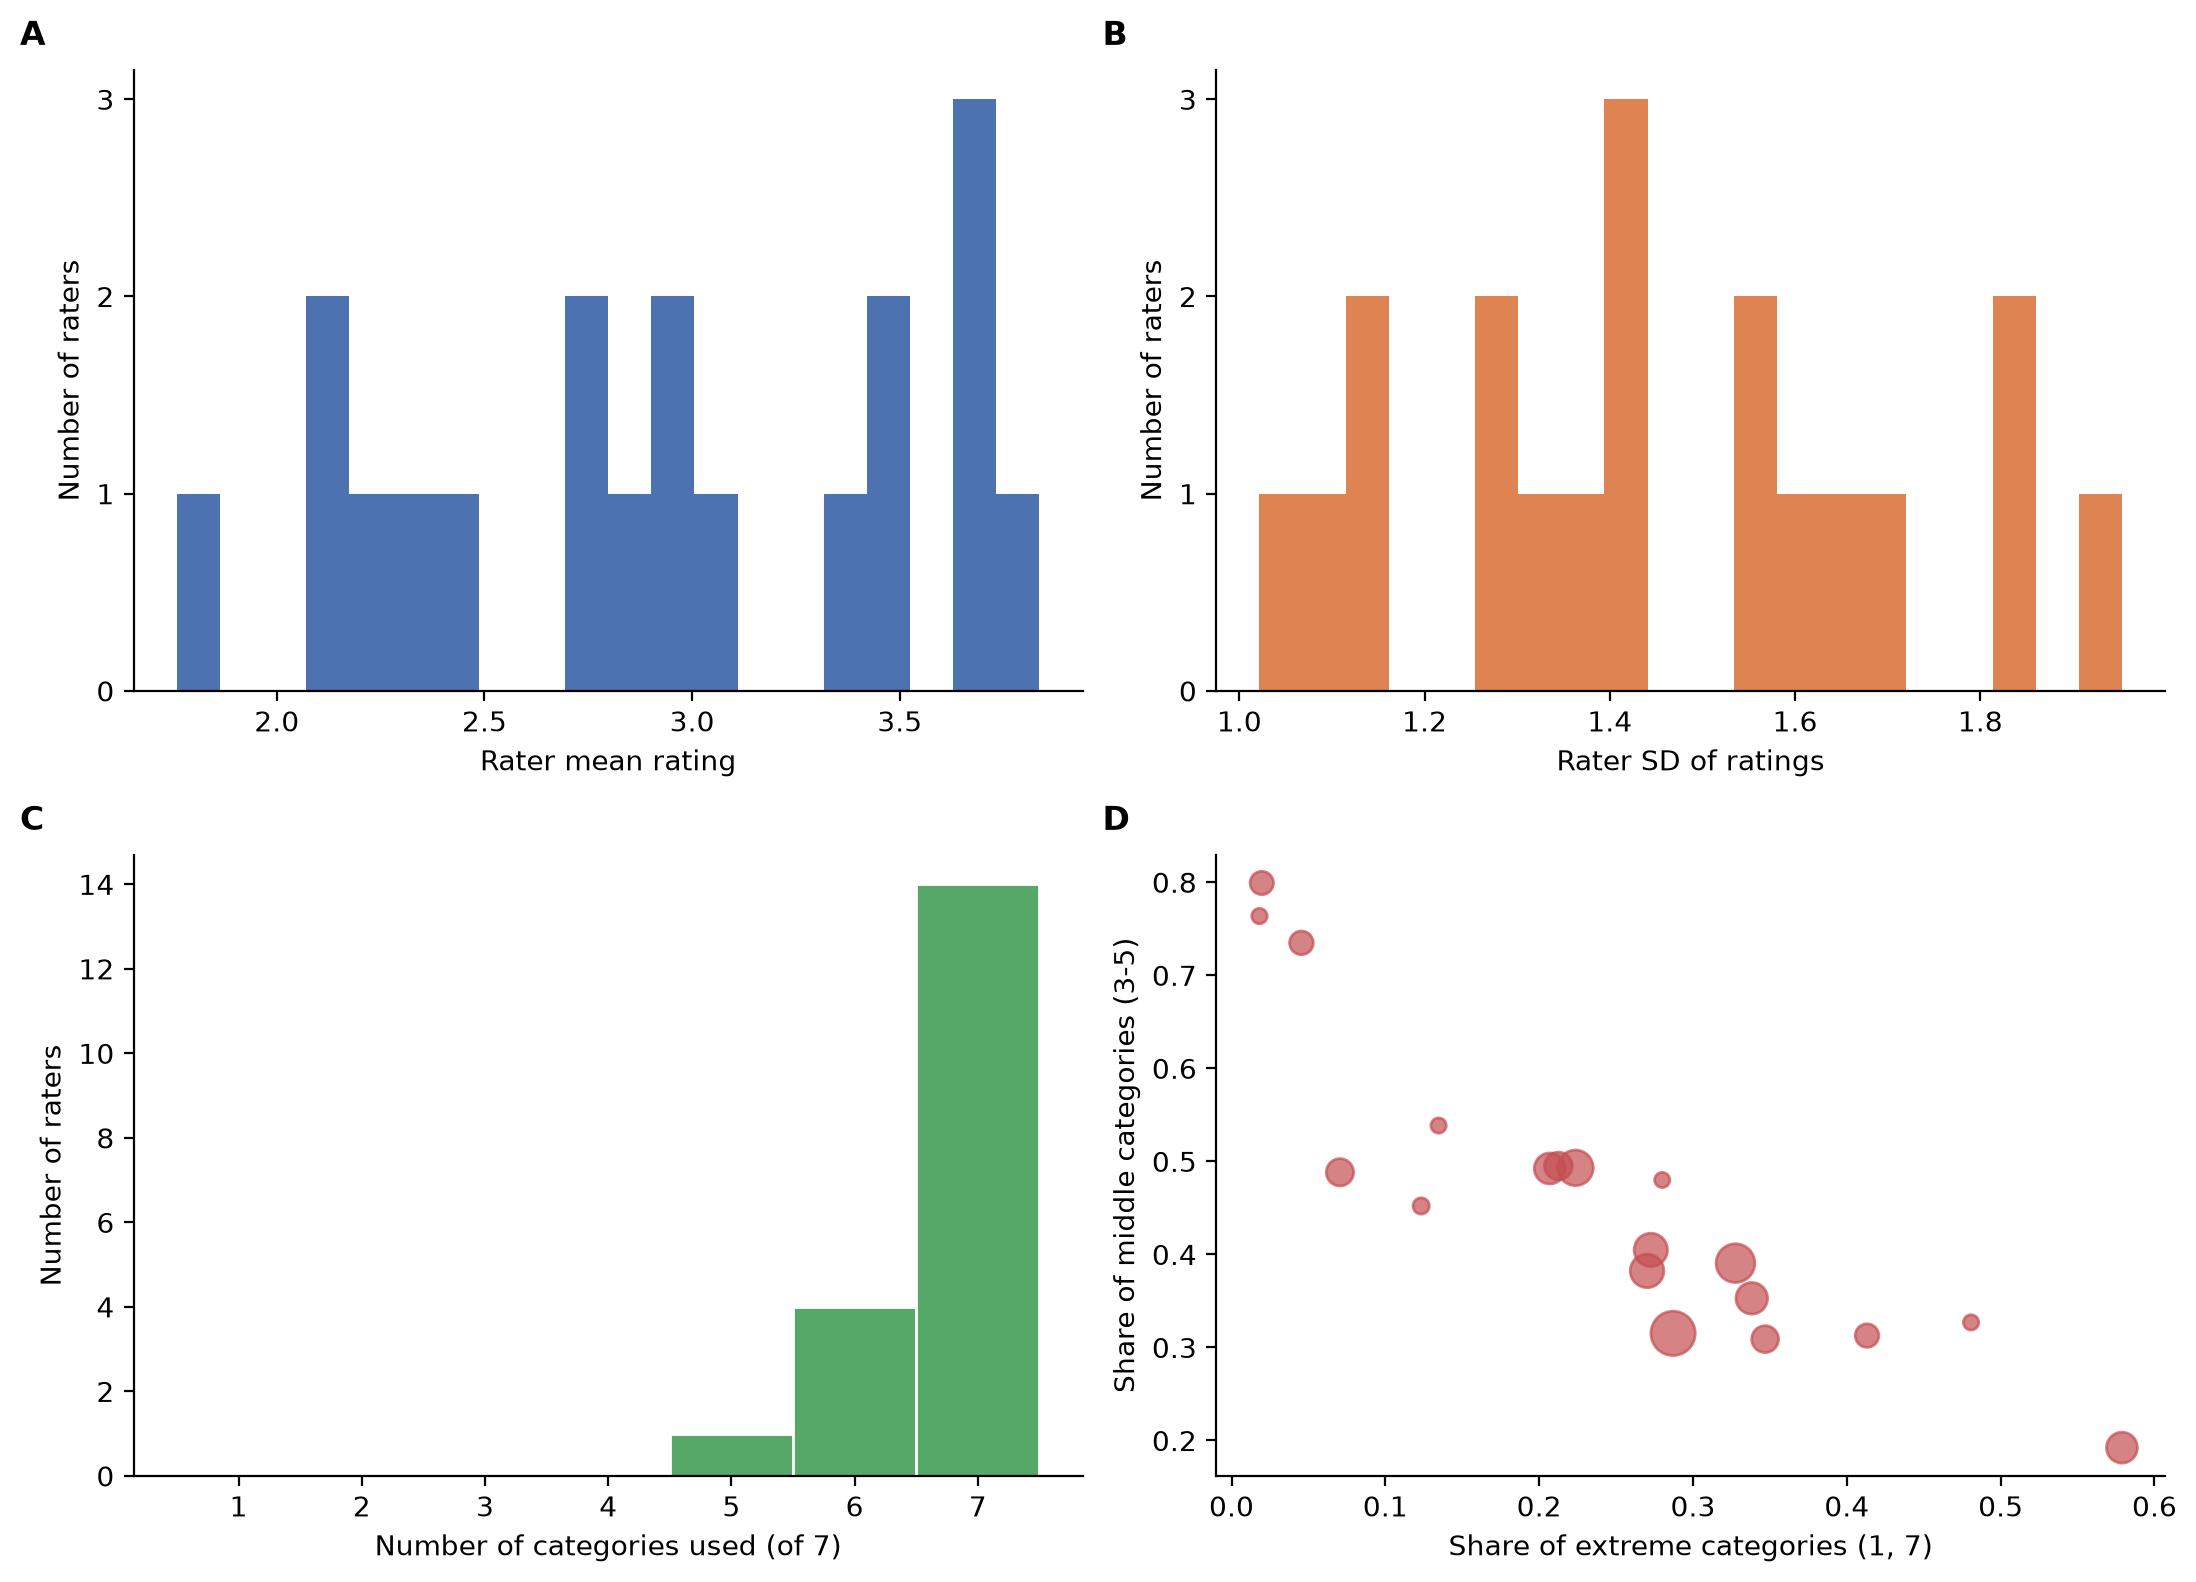 A
Number of raters
3
2
1
0
2.0 2.5 3.0 3.5
Rater mean rating
B
Number of raters
3
2
1
0
1.0 1.2 1.4 1.6 1.8
Rater SD of ratings
C
Number of raters
14
12
10
8
6
4
2
0
1 2 3 4 5 6 7
Number of categories used (of 7)
D
Share of middle categories (3-5)
0.8
0.7
0.6
0.5
0.4
0.3
0.2
0.0 0.1 0.2 0.3 0.4 0.5 0.6
Share of extreme categories (1, 7)